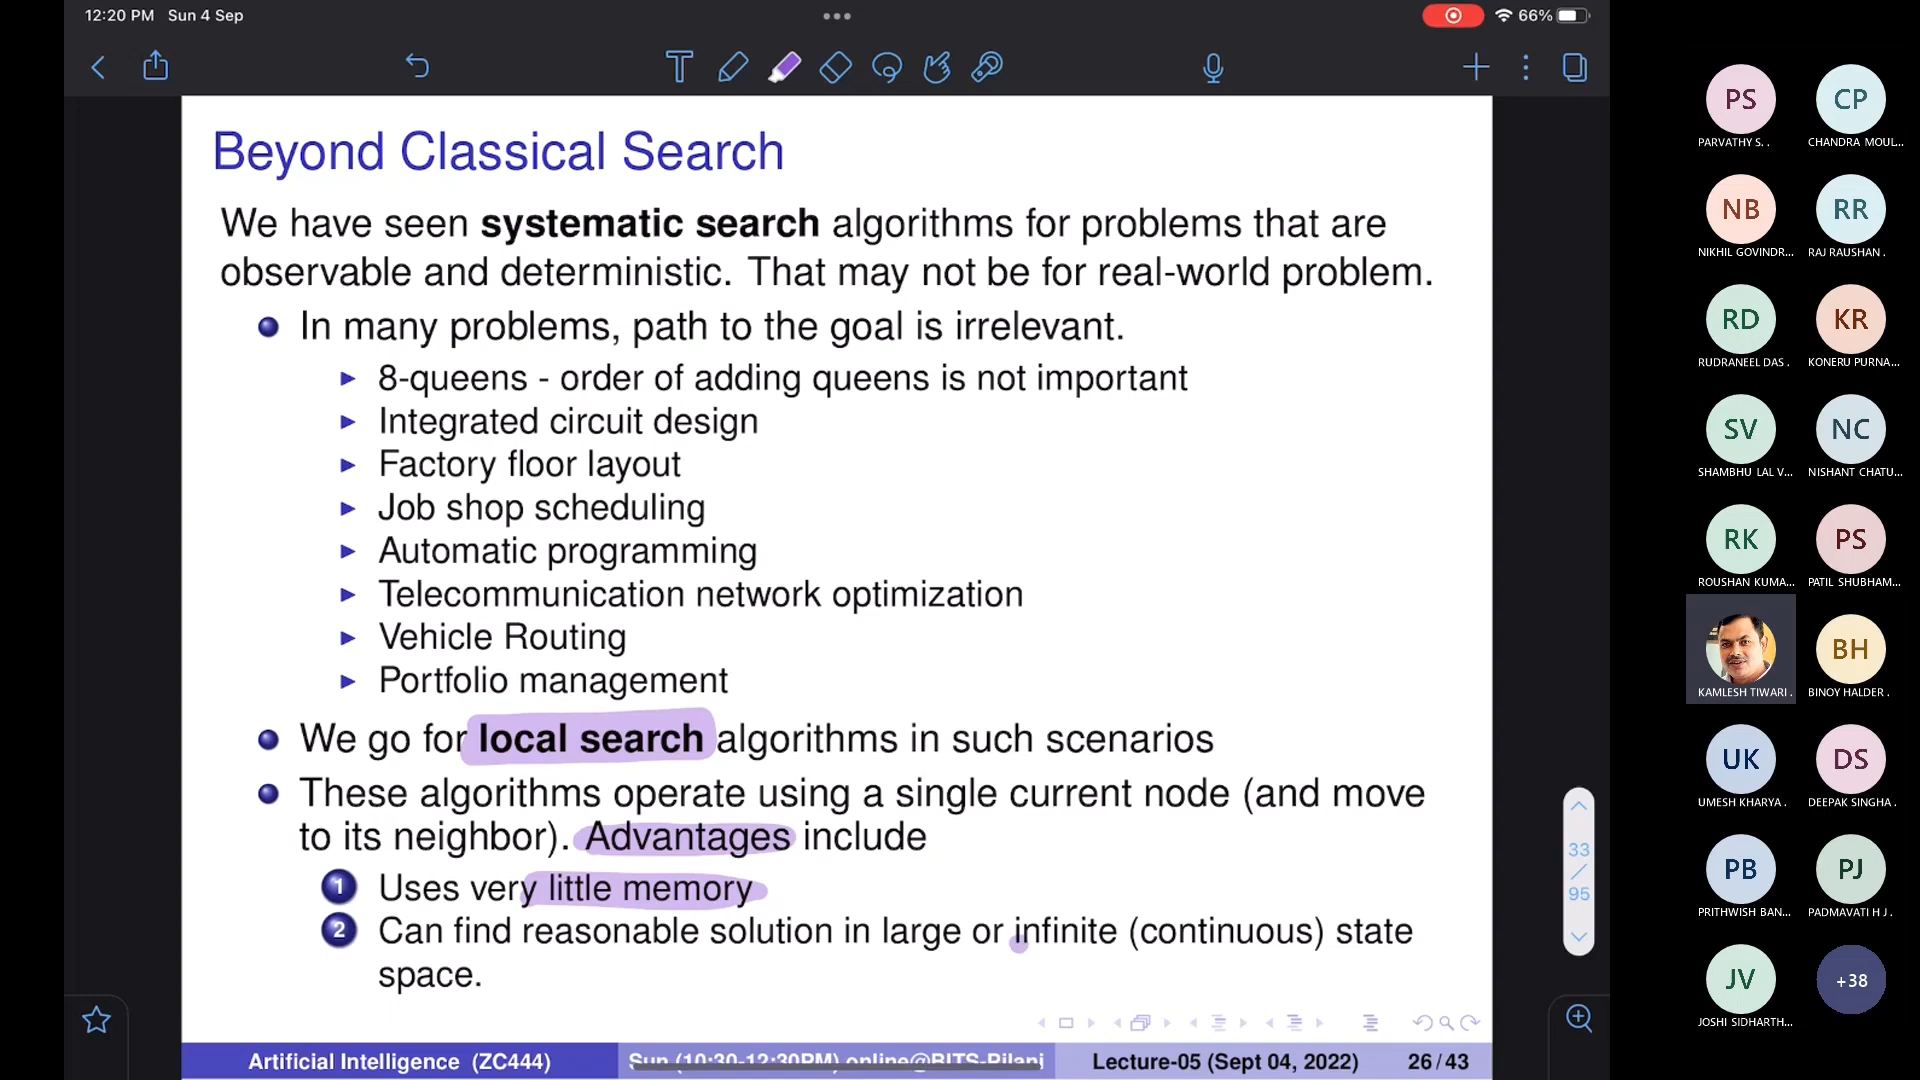 12:20 PM Sun 4 Sep
66%
Beyond Classical Search
We have seen systematic search algorithms for problems that are
observable and deterministic. That may not be for real-world problem.
In many problems, path to the goal is irrelevant.
8-queens - order of adding queens is not important
Integrated circuit design
Factory floor layout
Job shop scheduling
Automatic programming
Telecommunication network optimization
Vehicle Routing
Portfolio management
We go for local search algorithms in such scenarios
These algorithms operate using a single current node (and move
to its neighbor). Advantages include
1 Uses very little memory
2 Can find reasonable solution in large or infinite (continuous) state
space.
33
/
95
Artificial Intelligence (ZC444) Sun (10:30-12:30PM) online@BITS-Pilani Lecture-05 (Sept 04, 2022) 26/43
PS CP
PARVATHY S. . CHANDRA MOUL...
NB RR
NIKHIL GOVINDR... RAJ RAUSHAN .
RD KR
RUDRANEEL DAS . KONERU PURNA...
SV NC
SHAMBHU LAL V... NISHANT CHATU...
RK PS
ROUSHAN KUMA... PATIL SHUBHAM...
BH
KAMLESH TIWARI . BINOY HALDER .
UK DS
UMESH KHARYA . DEEPAK SINGHA .
PB PJ
PRITHWISH BAN... PADMAVATI H J .
JV +38
JOSHI SIDHARTH...